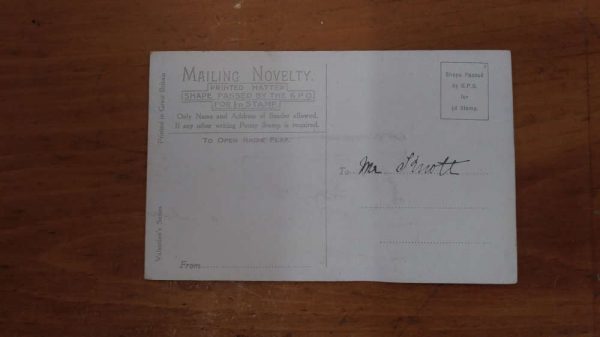 MAILING NOVELTY.
PRINTED MATTER
SHAPE PASSED BY THE G.P.O
FOR ½D STAMP.
Only Name and Address of Sender allowed.
If any other writing Penny Stamp is required.
TO OPEN RAISE FLAP.
From
Printed in Great Britain
Valentine's Series
Shape Passed
by G.P.O.
for
½d Stamp.
To Mr